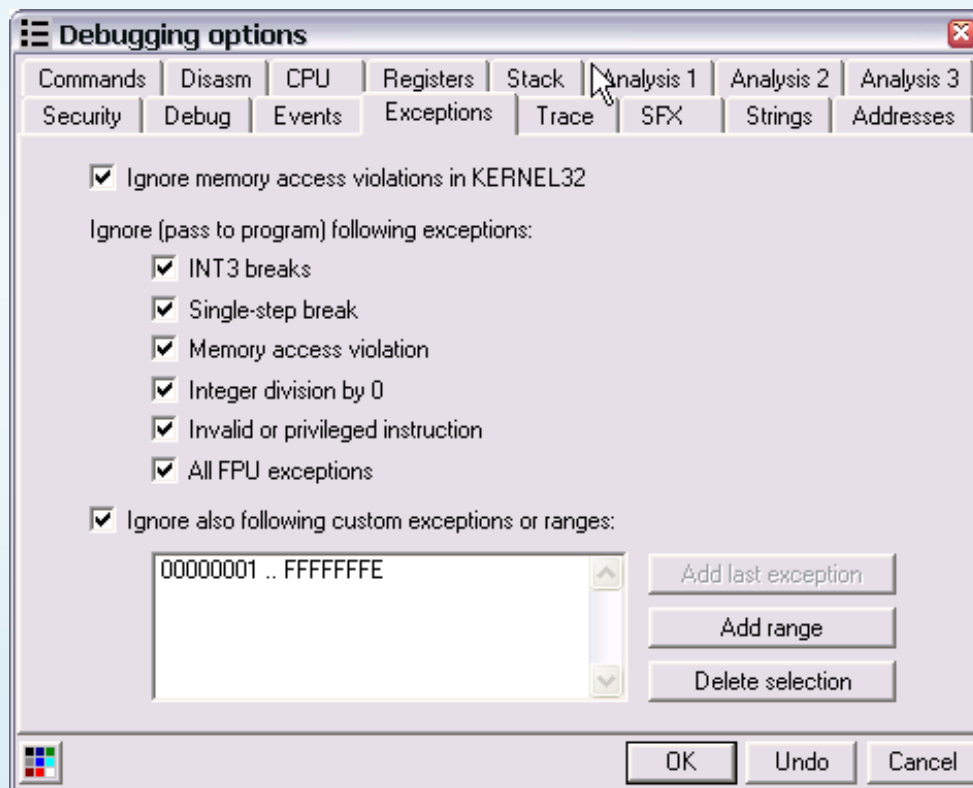 Debugging options
Commands Disasm CPU Registers Stack Analysis 1 Analysis 2 Analysis 3
Security Debug Events Exceptions Trace SFX Strings Addresses
Ignore memory access violations in KERNEL32
Ignore (pass to program) following exceptions:
INT3 breaks
Single-step break
Memory access violation
Integer division by 0
Invalid or privileged instruction
All FPU exceptions
Ignore also following custom exceptions or ranges:
00000001 .. FFFFFFFE
Add last exception
Add range
Delete selection
OK Undo Cancel